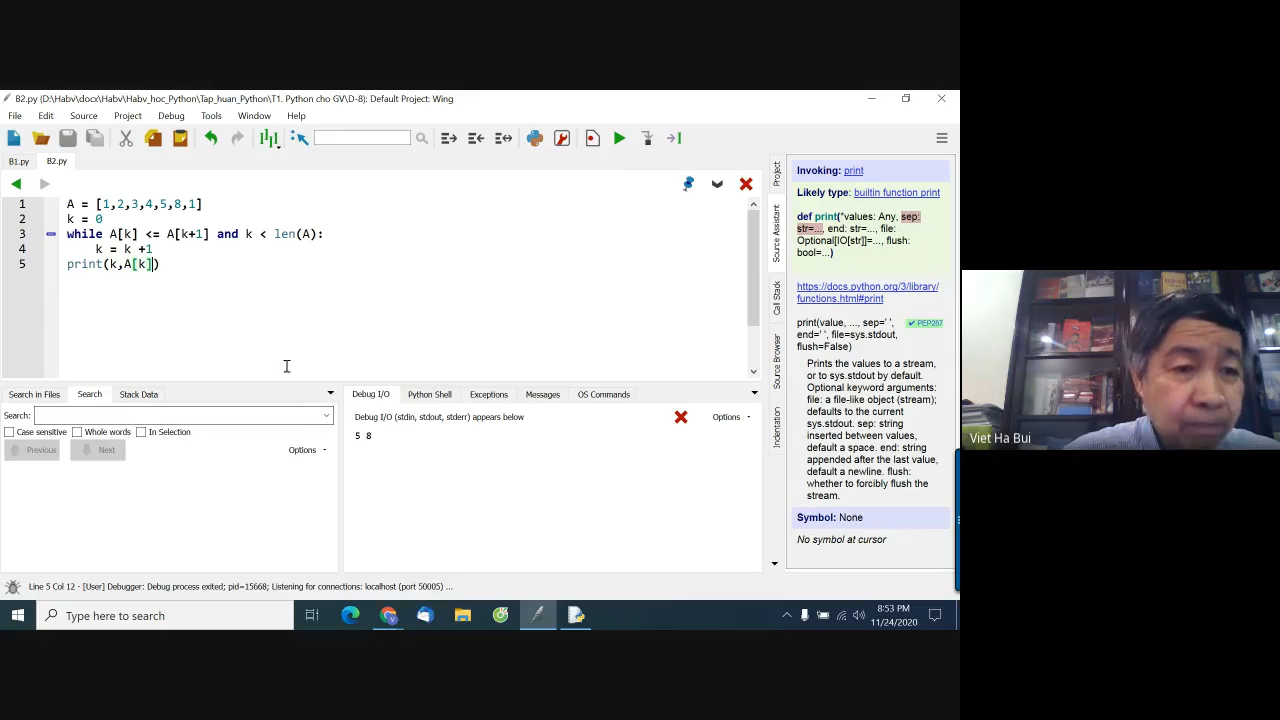 B2.py (D:\Habv\docx\Habv\Habv_hoc_Python\Tap_huan_Python\T1. Python cho GV\D-8): Default Project: Wing
File Edit Source Project Debug Tools Window Help
B1.py B2.py
1 A = [1,2,3,4,5,8,1]
2 k = 0
3 while A[k] <= A[k+1] and k < len(A):
4 k = k +1
5 print(k,A[k])
Search in Files Search Stack Data
Search:
Case sensitive Whole words In Selection
Previous Next Options
Debug I/O Python Shell Exceptions Messages OS Commands
Debug I/O (stdin, stdout, stderr) appears below Options
5 8
Project
Source Assistant
Call Stack
Source Browser
Indentation
Invoking: print
Likely type: builtin function print
def print(*values: Any, sep:
str=..., end: str=..., file:
Optional[IO[str]]=..., flush:
bool=...)
https://docs.python.org/3/library/
functions.html#print
print(value, ..., sep=' ', ✔ PEP287
end=' ', file=sys.stdout,
flush=False)
Prints the values to a stream,
or to sys.stdout by default.
Optional keyword arguments:
file: a file-like object (stream);
defaults to the current
sys.stdout. sep: string
inserted between values,
default a space. end: string
appended after the last value,
default a newline. flush:
whether to forcibly flush the
stream.
Symbol: None
No symbol at cursor
Line 5 Col 12 - [User] Debugger: Debug process exited; pid=15668; Listening for connections: localhost (port 50005) ...
Type here to search
8:53 PM
11/24/2020
Viet Ha Bui